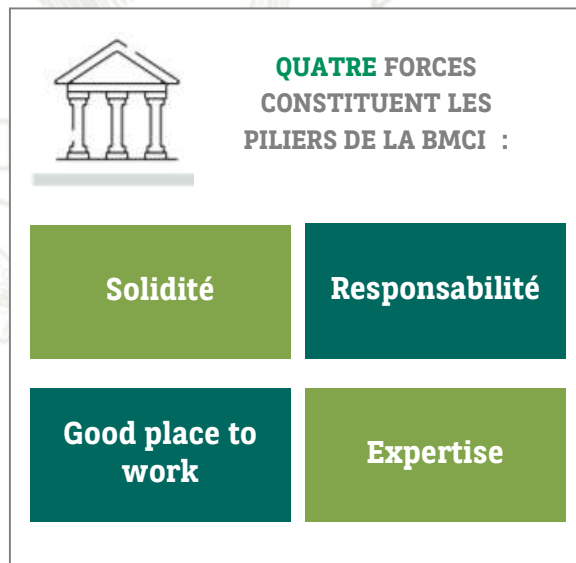 QUATRE FORCES
CONSTITUENT LES
PILIERS DE LA BMCI :
Solidité
Responsabilité
Good place to
work
Expertise